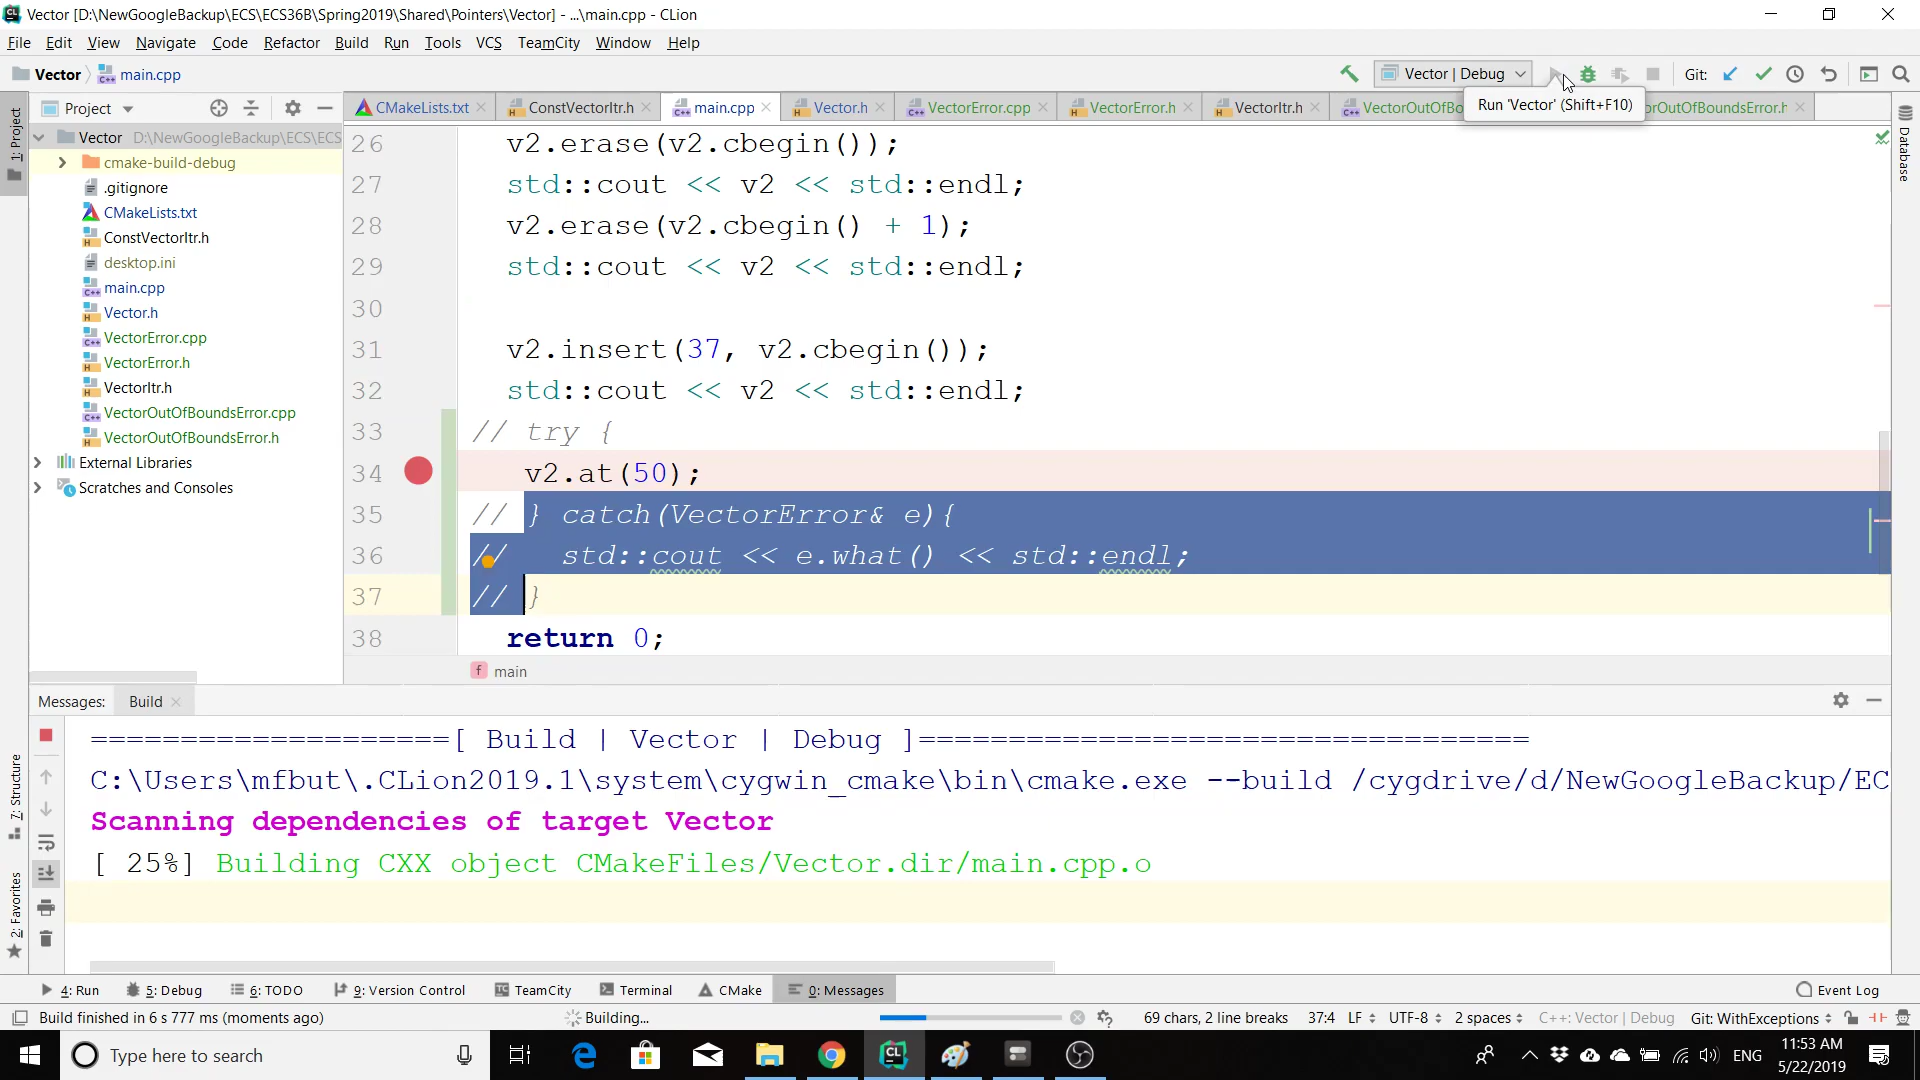 Vector [D:\NewGoogleBackup\ECS\ECS36B\Spring2019\Shared\Pointers\Vector] - ...\main.cpp - CLion
File Edit View Navigate Code Refactor Build Run Tools VCS TeamCity Window Help
Vector main.cpp Vector | Debug Git:
Run 'Vector' (Shift+F10)
Project
CMakeLists.txt ConstVectorItr.h main.cpp Vector.h VectorError.cpp VectorError.h VectorItr.h VectorOutOfBo orOutOfBoundsError.h
1: Project
Vector D:\NewGoogleBackup\ECS\ECS
cmake-build-debug
.gitignore
CMakeLists.txt
ConstVectorItr.h
desktop.ini
main.cpp
Vector.h
VectorError.cpp
VectorError.h
VectorItr.h
VectorOutOfBoundsError.cpp
VectorOutOfBoundsError.h
External Libraries
Scratches and Consoles
26 v2.erase(v2.cbegin());
27 std::cout << v2 << std::endl;
28 v2.erase(v2.cbegin() + 1);
29 std::cout << v2 << std::endl;
30
31 v2.insert(37, v2.cbegin());
32 std::cout << v2 << std::endl;
33 // try {
34 v2.at(50);
35 // } catch(VectorError& e){
36 // std::cout << e.what() << std::endl;
37 // }
38 return 0;
f main
Database
Messages: Build
====================[ Build | Vector | Debug ]==================================
C:\Users\mfbut\.CLion2019.1\system\cygwin_cmake\bin\cmake.exe --build /cygdrive/d/NewGoogleBackup/EC
Scanning dependencies of target Vector
[ 25%] Building CXX object CMakeFiles/Vector.dir/main.cpp.o
7: Structure
2: Favorites
4: Run 5: Debug 6: TODO 9: Version Control TeamCity Terminal CMake 0: Messages Event Log
Build finished in 6 s 777 ms (moments ago) Building... 69 chars, 2 line breaks 37:4 LF UTF-8 2 spaces C++: Vector | Debug Git: WithExceptions
Type here to search
ENG
11:53 AM
5/22/2019